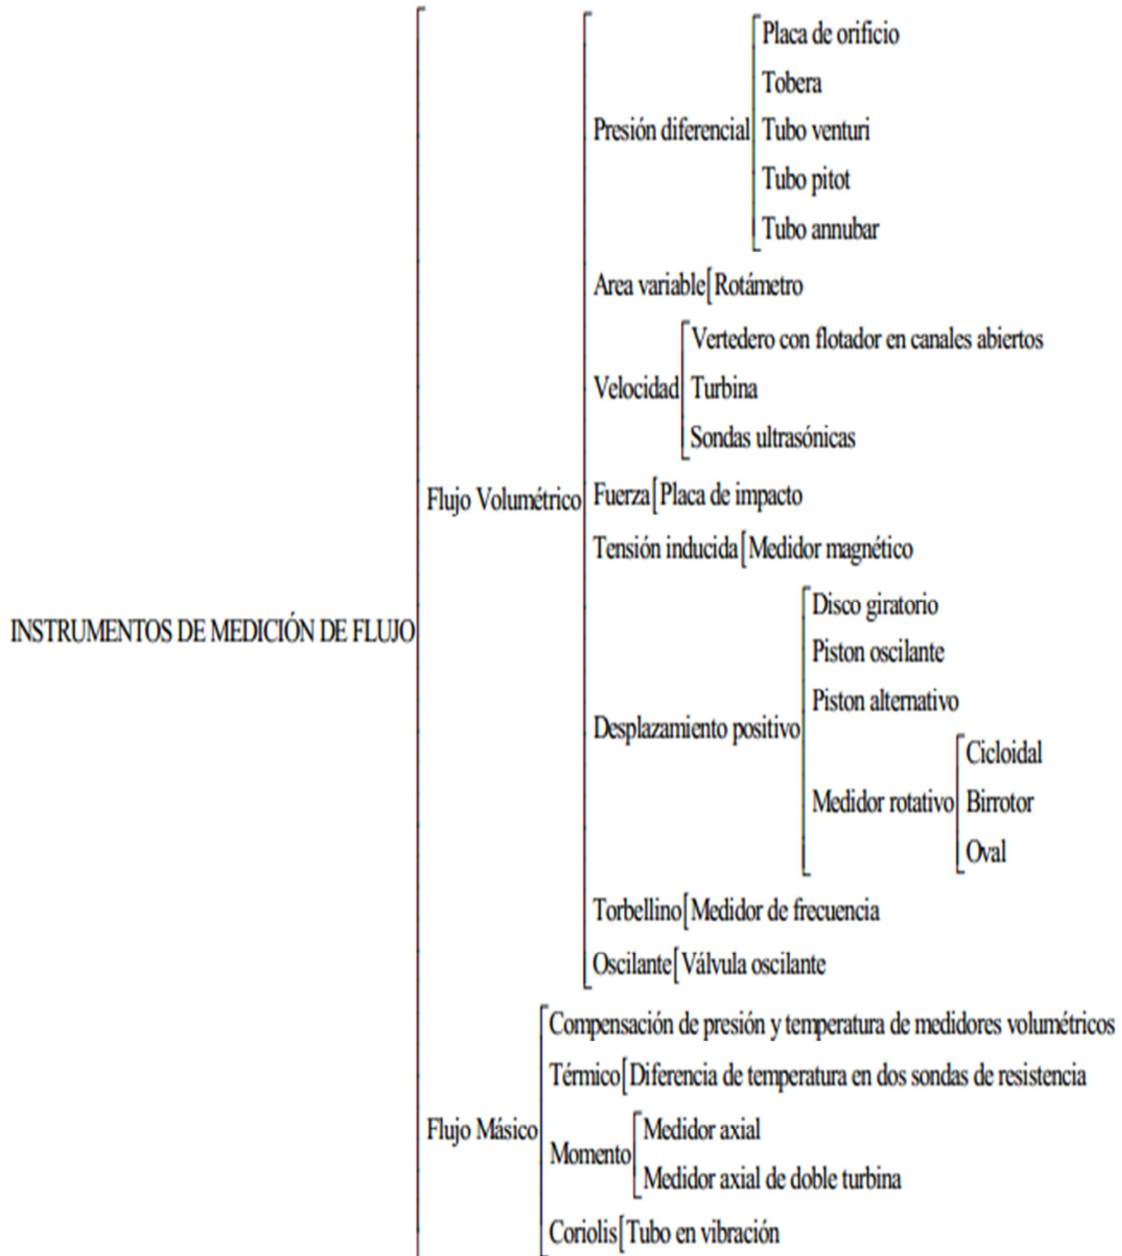 Placa de orificio
Tobera
Presión diferencial Tubo venturi
Tubo pitot
Tubo annubar
Area variable Rotámetro
Vertedero con flotador en canales abiertos
Velocidad Turbina
Sondas ultrasónicas
Flujo Volumétrico Fuerza Placa de impacto
Tensión inducida Medidor magnético
Disco giratorio
INSTRUMENTOS DE MEDICIÓN DE FLUJO
Piston oscilante
Piston alternativo
Desplazamiento positivo
Cicloidal
Medidor rotativo Birrotor
Oval
Torbellino Medidor de frecuencia
Oscilante Válvula oscilante
Compensación de presión y temperatura de medidores volumétricos
Térmico Diferencia de temperatura en dos sondas de resistencia
Flujo Másico Medidor axial
Momento
Medidor axial de doble turbina
Coriolis Tubo en vibración